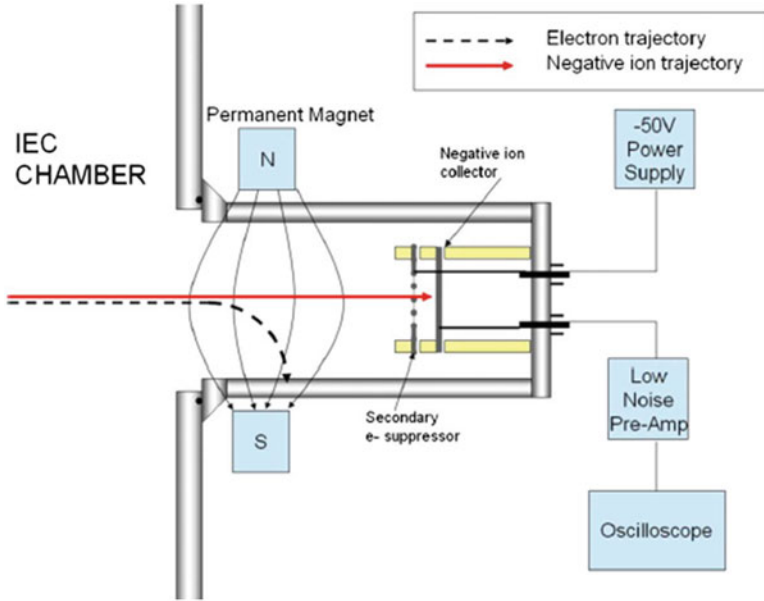 Electron trajectory
Negative ion trajectory
IEC
CHAMBER
Permanent Magnet
N
Negative ion
collector
-50V
Power
Supply
S
Secondary
e- suppressor
Low
Noise
Pre-Amp
Oscilloscope